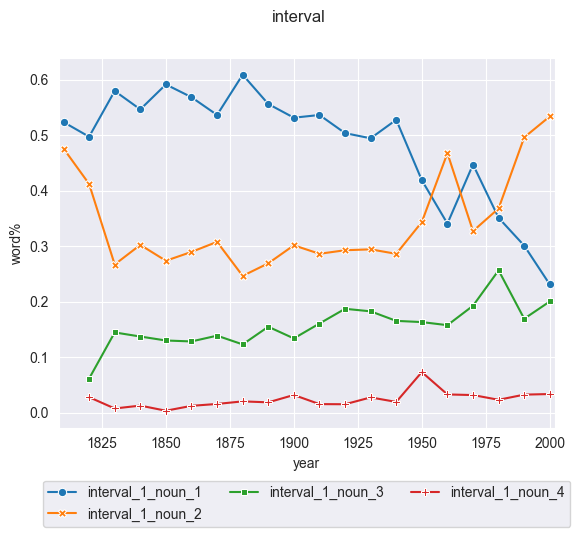 interval
0.6
0.5
0.4
0.3
0.2
0.1
0.0
word%
1825 1850 1875 1900 1925 1950 1975 2000
year
interval_1_noun_1 interval_1_noun_3 interval_1_noun_4
interval_1_noun_2